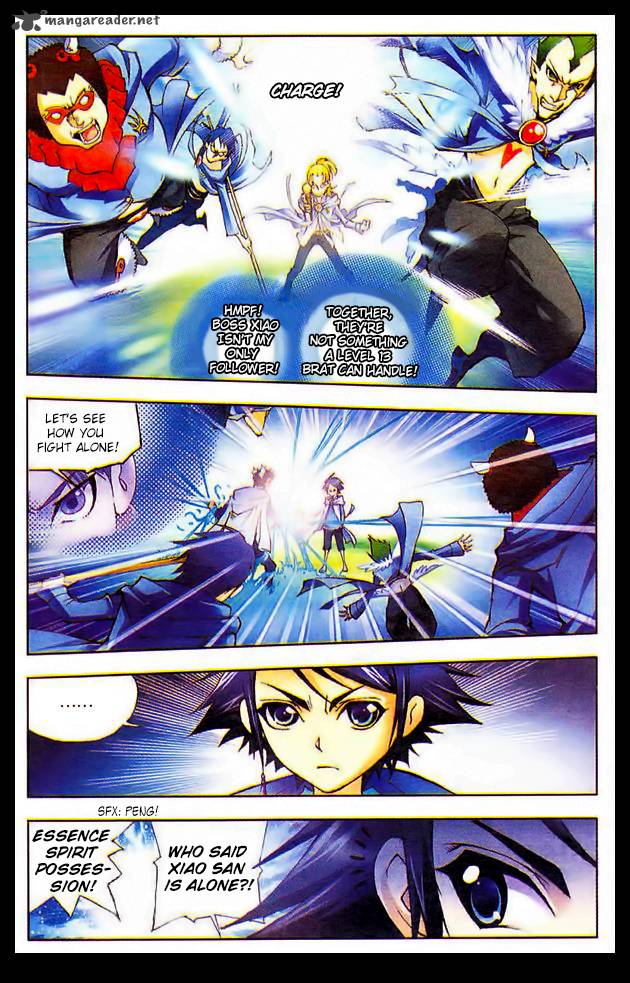 mangareader.net
CHARGE!
HMPF!
BOSS XIAO
ISN'T MY
ONLY
FOLLOWER!
TOGETHER,
THEY'RE
NOT SOMETHING
A LEVEL 13
BRAT CAN HANDLE!
LET'S SEE
HOW YOU
FIGHT ALONE!
......
SFX: PENG!
ESSENCE
SPIRIT
POSSES-
SION!
WHO SAID
XIAO SAN
IS ALONE?!